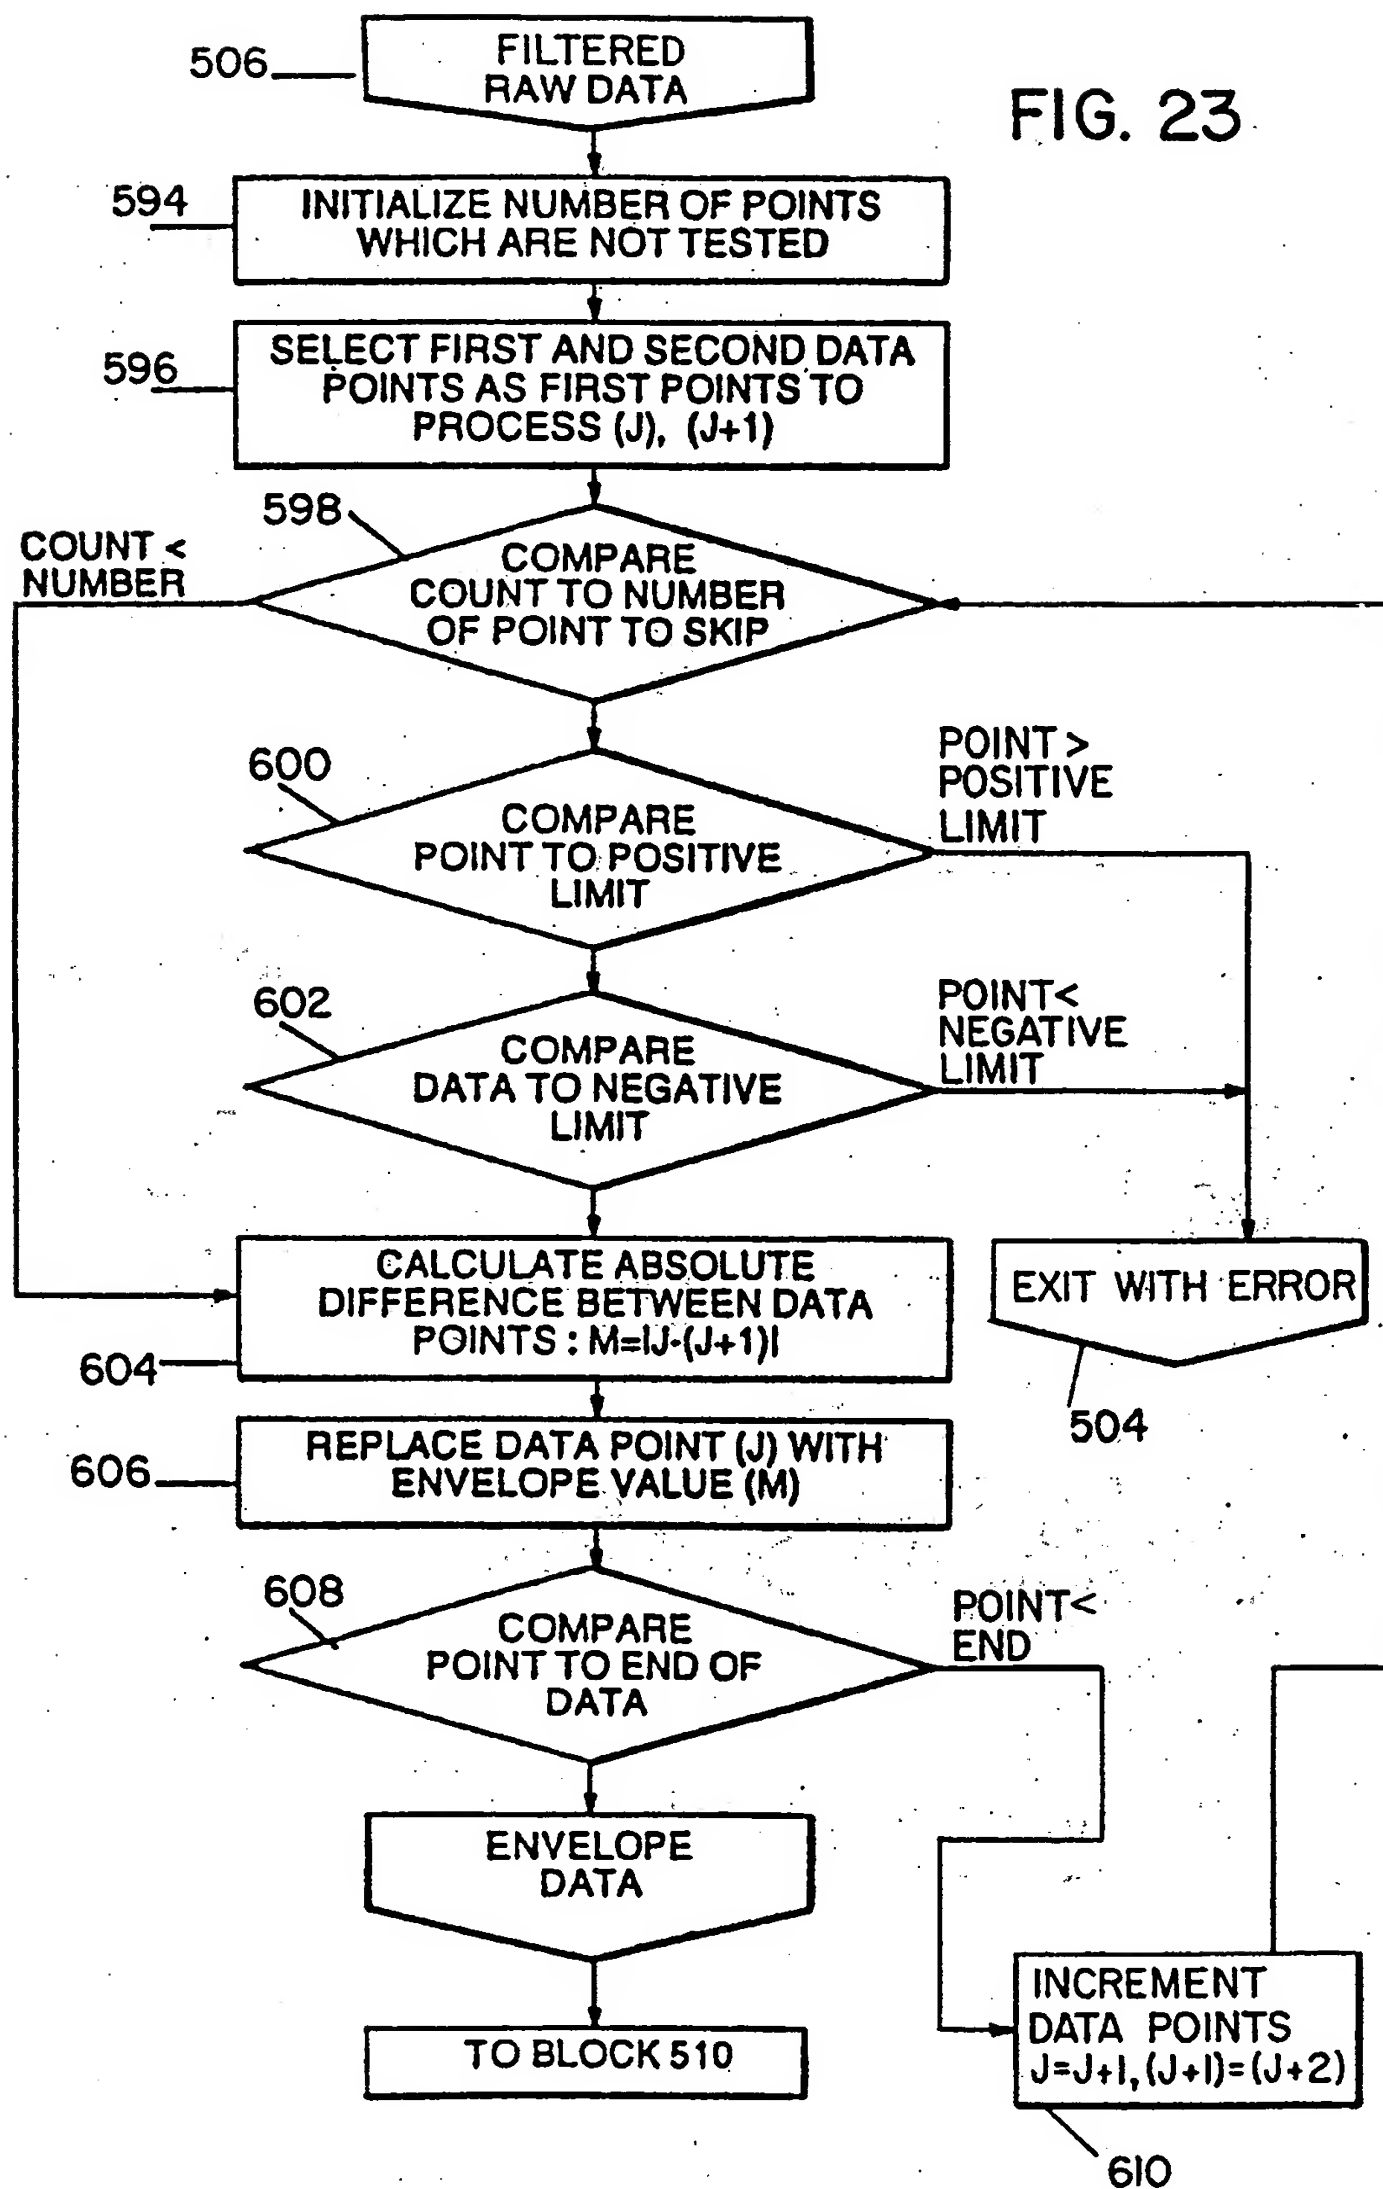 506
FILTERED
RAW DATA
FIG. 23
594
INITIALIZE NUMBER OF POINTS
WHICH ARE NOT TESTED
596
SELECT FIRST AND SECOND DATA
POINTS AS FIRST POINTS TO
PROCESS (J), (J+1)
598
COUNT <
NUMBER
COMPARE
COUNT TO NUMBER
OF POINT TO SKIP
600
COMPARE
POINT TO POSITIVE
LIMIT
POINT >
POSITIVE
LIMIT
602
COMPARE
DATA TO NEGATIVE
LIMIT
POINT<
NEGATIVE
LIMIT
CALCULATE ABSOLUTE
DIFFERENCE BETWEEN DATA
POINTS : M=|J-(J+1)|
604
EXIT WITH ERROR
504
606
REPLACE DATA POINT (J) WITH
ENVELOPE VALUE (M)
608
COMPARE
POINT TO END OF
DATA
POINT<
END
ENVELOPE
DATA
TO BLOCK 510
INCREMENT
DATA POINTS
J=J+1, (J+1)=(J+2)
610